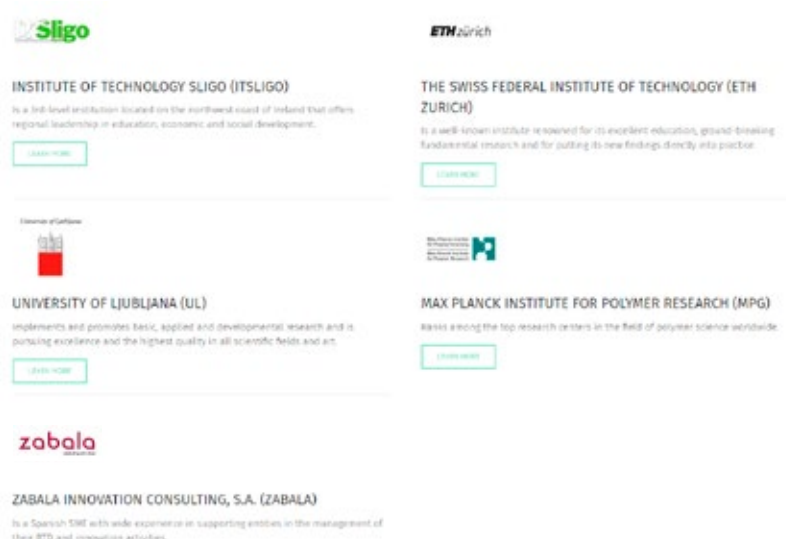 ITSligo
INSTITUTE OF TECHNOLOGY SLIGO (ITSLIGO)
Is a 3rd-level institution located on the northwest coast of Ireland that offers
regional leadership in education, economic and social development.
LEARN MORE
ETH zürich
THE SWISS FEDERAL INSTITUTE OF TECHNOLOGY (ETH
ZURICH)
Is a well-known institute renowned for its excellent education, ground-breaking
fundamental research and for putting its new findings directly into practice.
LEARN MORE
University of Ljubljana
UNIVERSITY OF LJUBLJANA (UL)
Implements and promotes basic, applied and developmental research and is
pursuing excellence and the highest quality in all scientific fields and art.
LEARN MORE
MAX PLANCK INSTITUTE FOR POLYMER RESEARCH (MPG)
Ranks among the top research centers in the field of polymer science worldwide.
LEARN MORE
zabala
ZABALA INNOVATION CONSULTING, S.A. (ZABALA)
Is a Spanish SME with wide experience in supporting entities in the management of
their RTD and innovation activities.